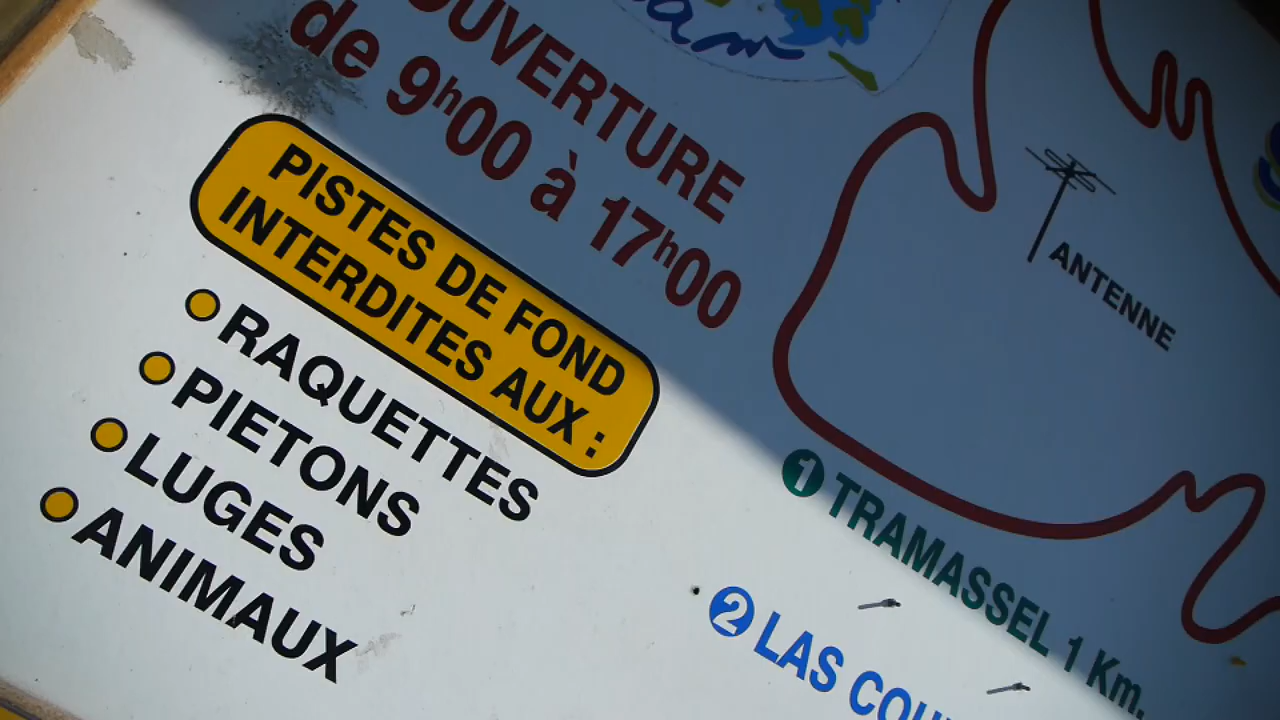 OUVERTURE
de 9h00 à 17h00
PISTES DE FOND
INTERDITES AUX :
RAQUETTES
PIETONS
LUGES
ANIMAUX
ANTENNE
1 TRAMASSEL 1 Km.
2 LAS